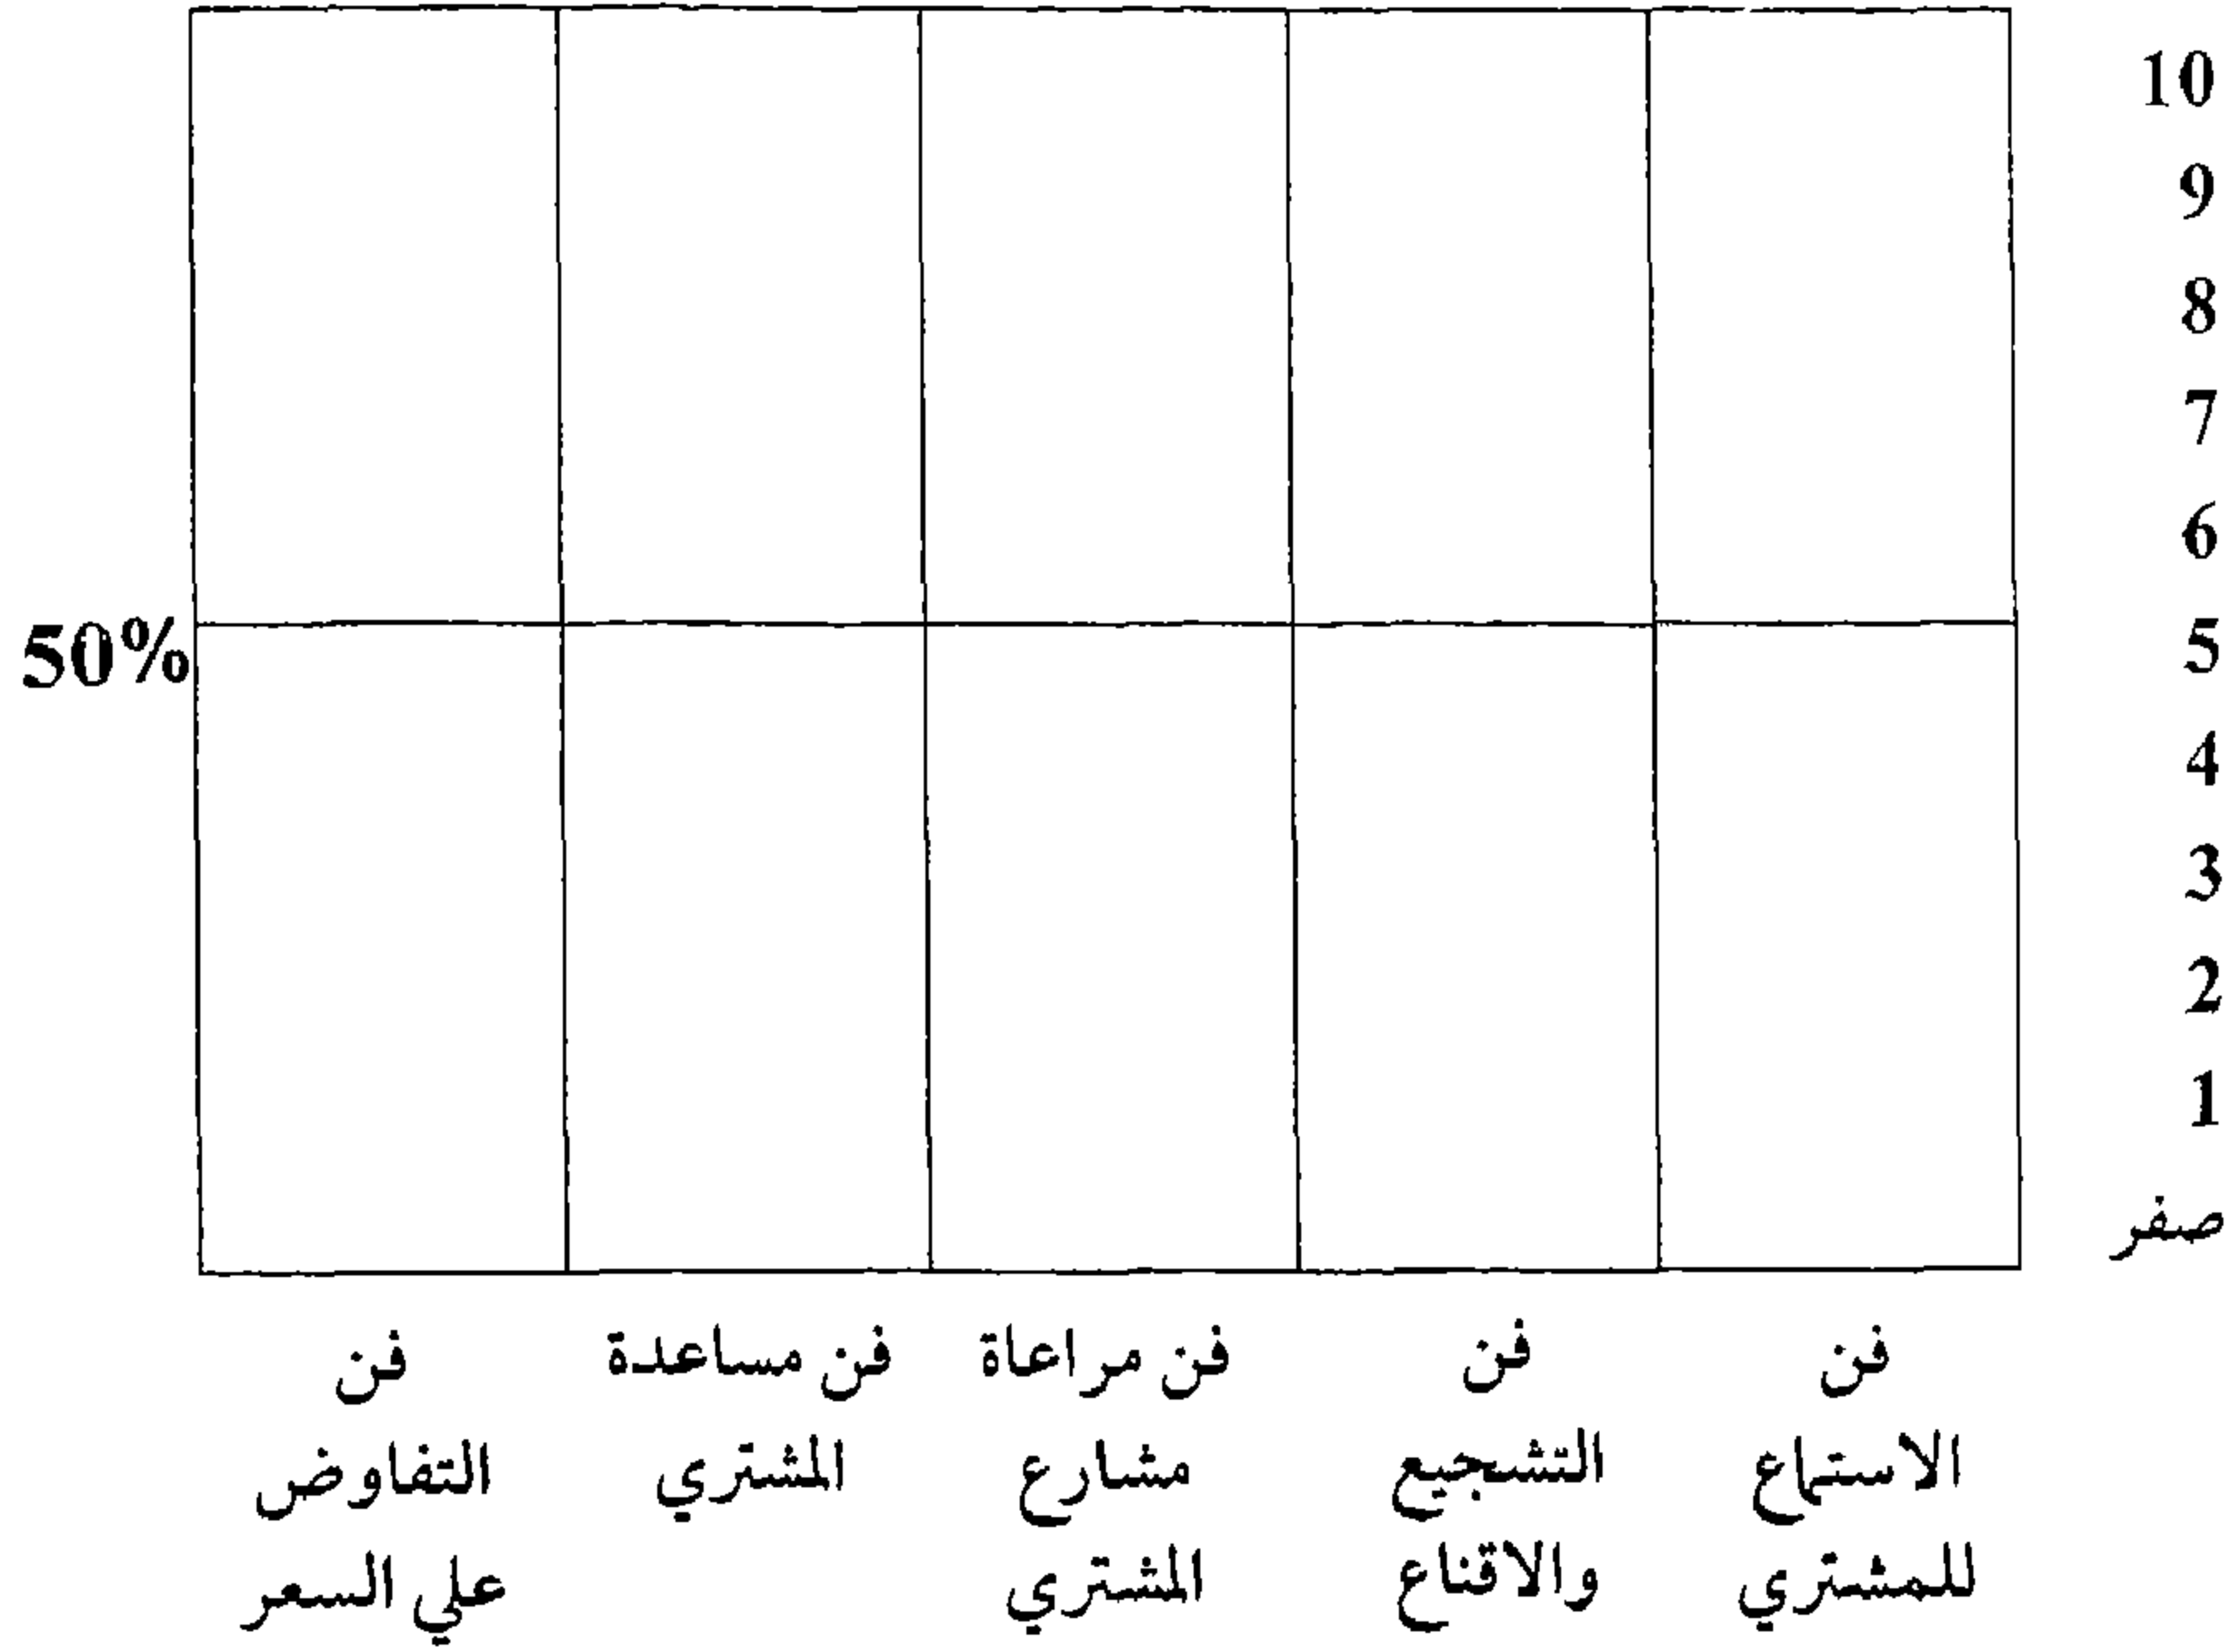 10
9
8
7
6
5
50%
4
3
2
1
صفر
فن
الاستماع
للمشتري
فن
التشجيع
والاقناع
فن مراعاة
مشارع
المشتري
فن مساعدة
المشتري
فن
التفاوض
علي السعر